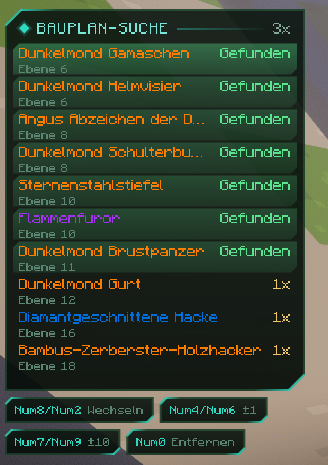 BAUPLAN-SUCHE 3x
Dunkelmond Gamaschen Gefunden
Ebene 6
Dunkelmond Helmvisier Gefunden
Ebene 6
Angus Abzeichen der D... Gefunden
Ebene 8
Dunkelmond Schulterbu... Gefunden
Ebene 8
Sternenstahlstiefel Gefunden
Ebene 10
Flammenfuror Gefunden
Ebene 10
Dunkelmond Brustpanzer Gefunden
Ebene 11
Dunkelmond Gurt 1x
Ebene 12
Diamantgeschnittene Hacke 1x
Ebene 16
Bambus-Zerberster-Holzhacker 1x
Ebene 18
Num8/Num2 Wechseln Num4/Num6 ±1
Num7/Num9 ±10 Num0 Entfernen